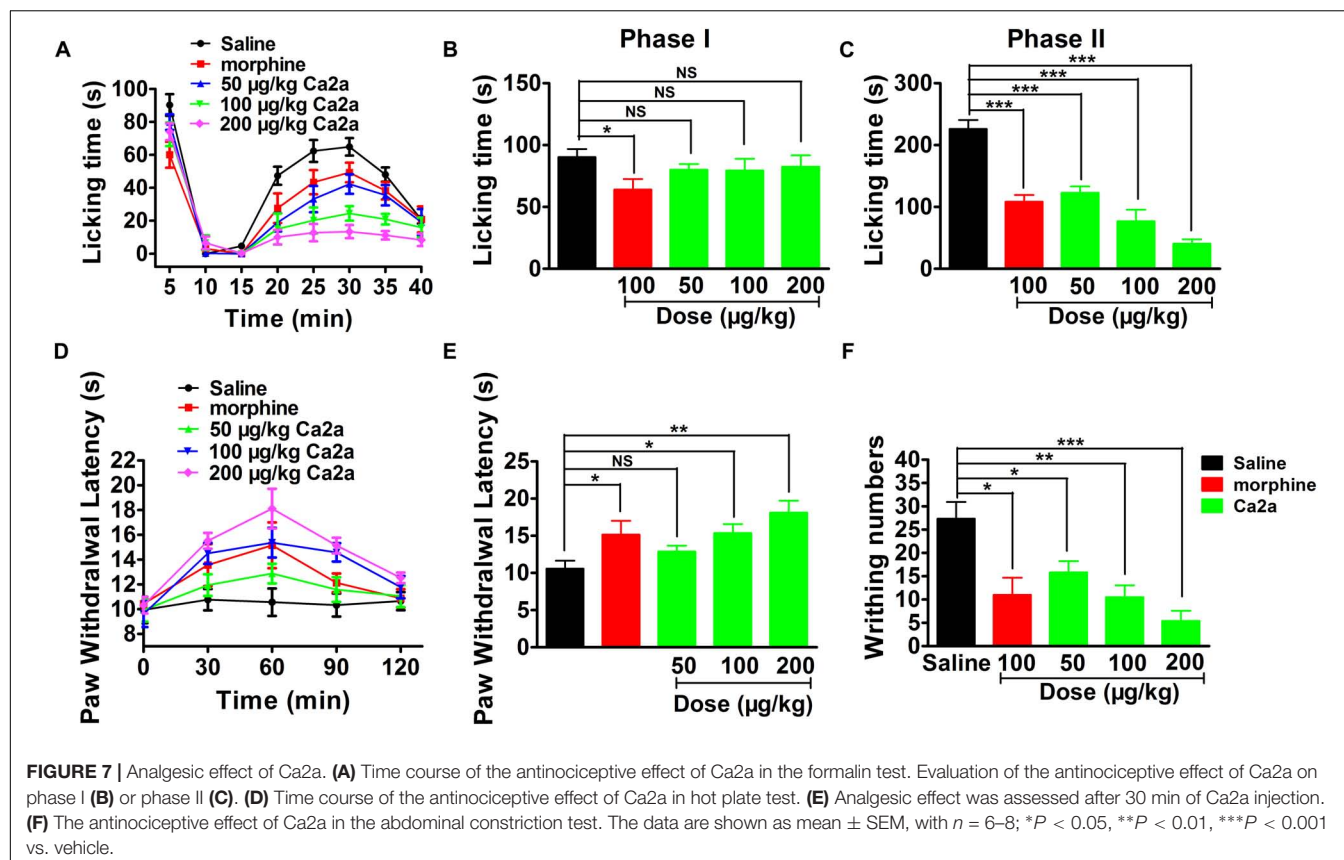 A
Saline
morphine
50 µg/kg Ca2a
100 µg/kg Ca2a
200 µg/kg Ca2a
Licking time (s)
100
80
60
40
20
0
5 10 15 20 25 30 35 40
Time (min)
B
Phase I
Licking time (s)
150
100
50
0
NS
NS
NS
*
100 50 100 200
Dose (µg/kg)
C
Phase II
Licking time (s)
300
200
100
0
***
***
***
***
100 50 100 200
Dose (µg/kg)
D
Saline
morphine
50 µg/kg Ca2a
100 µg/kg Ca2a
200 µg/kg Ca2a
Paw Withdralwal Latency (s)
22
20
18
16
14
12
10
8
0 30 60 90 120
Time (min)
E
Paw Withdralwal Latency (s)
25
20
15
10
5
0
**
*
NS
*
50 100 200
Dose (µg/kg)
F
Writhing numbers
40
35
30
25
20
15
10
5
0
***
**
*
*
Saline 100 50 100 200
Dose (µg/kg)
Saline
morphine
Ca2a
FIGURE 7 | Analgesic effect of Ca2a. (A) Time course of the antinociceptive effect of Ca2a in the formalin test. Evaluation of the antinociceptive effect of Ca2a on
phase I (B) or phase II (C). (D) Time course of the antinociceptive effect of Ca2a in hot plate test. (E) Analgesic effect was assessed after 30 min of Ca2a injection.
(F) The antinociceptive effect of Ca2a in the abdominal constriction test. The data are shown as mean ± SEM, with n = 6–8; *P < 0.05, **P < 0.01, ***P < 0.001
vs. vehicle.